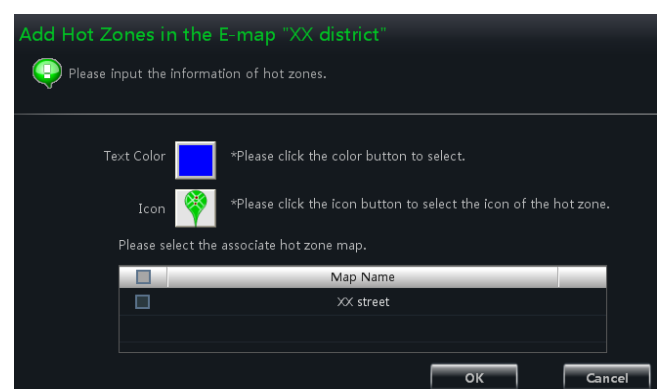 Add Hot Zones in the E-map "XX district"
Please input the information of hot zones.
Text Color *Please click the color button to select.
Icon *Please click the icon button to select the icon of the hot zone.
Please select the associate hot zone map.
Map Name
XX street
OK Cancel